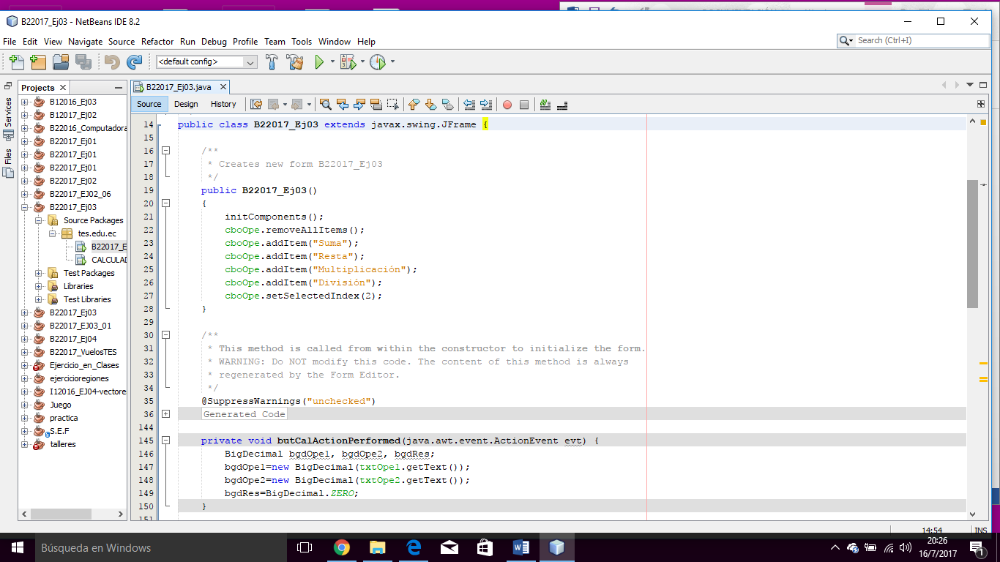 B22017_Ej03 - NetBeans IDE 8.2
File Edit View Navigate Source Refactor Run Debug Profile Team Tools Window Help
Search (Ctrl+I)
<default config>
Services
Files
Projects
B12016_Ej03
B12017_Ej02
B22016_Computadora
B22017_Ej01
B22017_Ej01
B22017_Ej01
B22017_Ej02
B22017_EJ02_06
B22017_Ej03
Source Packages
tes.edu.ec
B22017_E
CALCULAD
Test Packages
Libraries
Test Libraries
B22017_Ej03
B22017_EJ03_01
B22017_Ej04
B22017_VuelosTES
Ejercicio_en_Clases
ejercicioregiones
I12016_EJ04-vectore
Juego
practica
S.E.F
talleres
B22017_Ej03.java
Source Design History
14 public class B22017_Ej03 extends javax.swing.JFrame {
15
16 /**
17 * Creates new form B22017_Ej03
18 */
19 public B22017_Ej03()
20 {
21 initComponents();
22 cboOpe.removeAllItems();
23 cboOpe.addItem("Suma");
24 cboOpe.addItem("Resta");
25 cboOpe.addItem("Multiplicación");
26 cboOpe.addItem("División");
27 cboOpe.setSelectedIndex(2);
28 }
29
30 /**
31 * This method is called from within the constructor to initialize the form.
32 * WARNING: Do NOT modify this code. The content of this method is always
33 * regenerated by the Form Editor.
34 */
35 @SuppressWarnings("unchecked")
36 Generated Code
144
145 private void butCalActionPerformed(java.awt.event.ActionEvent evt) {
146 BigDecimal bgdOpe1, bgdOpe2, bgdRes;
147 bgdOpe1=new BigDecimal(txtOpe1.getText());
148 bgdOpe2=new BigDecimal(txtOpe2.getText());
149 bgdRes=BigDecimal.ZERO;
150 }
151
14:54 INS
Búsqueda en Windows
20:26
16/7/2017
1